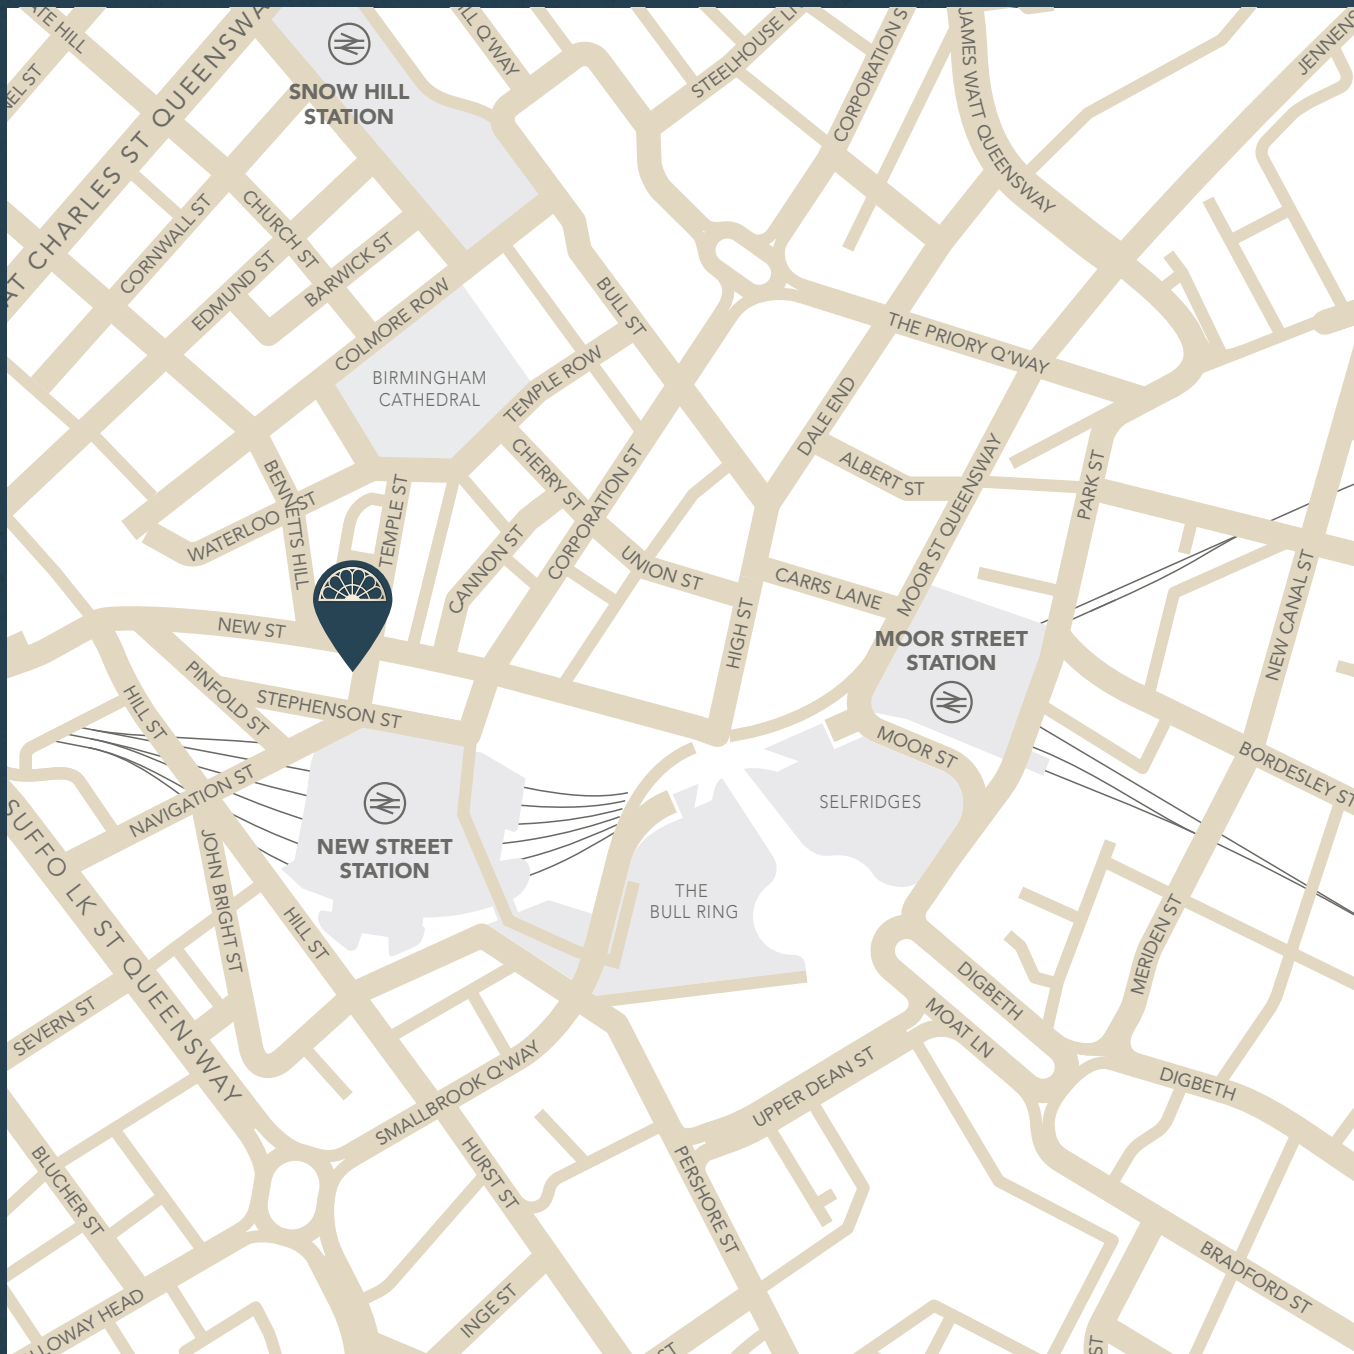 SNOW HILL
STATION
STEELHOUSE
CORPORATION S
JAMES WATT QUEENSWAY
JENNENS
CHARLES ST QUEENSWA
CORNWALL ST
CHURCH ST
EDMUND ST
BARWICK ST
COLMORE ROW
BULL ST
THE PRIORY Q'WAY
BIRMINGHAM
CATHEDRAL
TEMPLE ROW
DALE END
CHERRY ST
ALBERT ST
CORPORATION ST
MOOR ST QUEENSWAY
PARK ST
BENNETTS HILL
WATERLOO ST
TEMPLE ST
CANNON ST
UNION ST
CARRS LANE
HIGH ST
NEW CANAL ST
NEW ST
MOOR STREET
STATION
PINFOLD ST
STEPHENSON ST
HILL ST
MOOR ST
BORDESLEY ST
NAVIGATION ST
SELFRIDGES
NEW STREET
STATION
SUFFOLK ST QUEENSWAY
JOHN BRIGHT ST
THE
BULL RING
HILL ST
MERIDEN ST
DIGBETH
MOAT LN
SEVERN ST
SMALLBROOK Q'WAY
UPPER DEAN ST
DIGBETH
BLUCHER ST
HURST ST
PERSHORE ST
BRADFORD ST
LOWAY HEAD
INGE ST
ST
ST